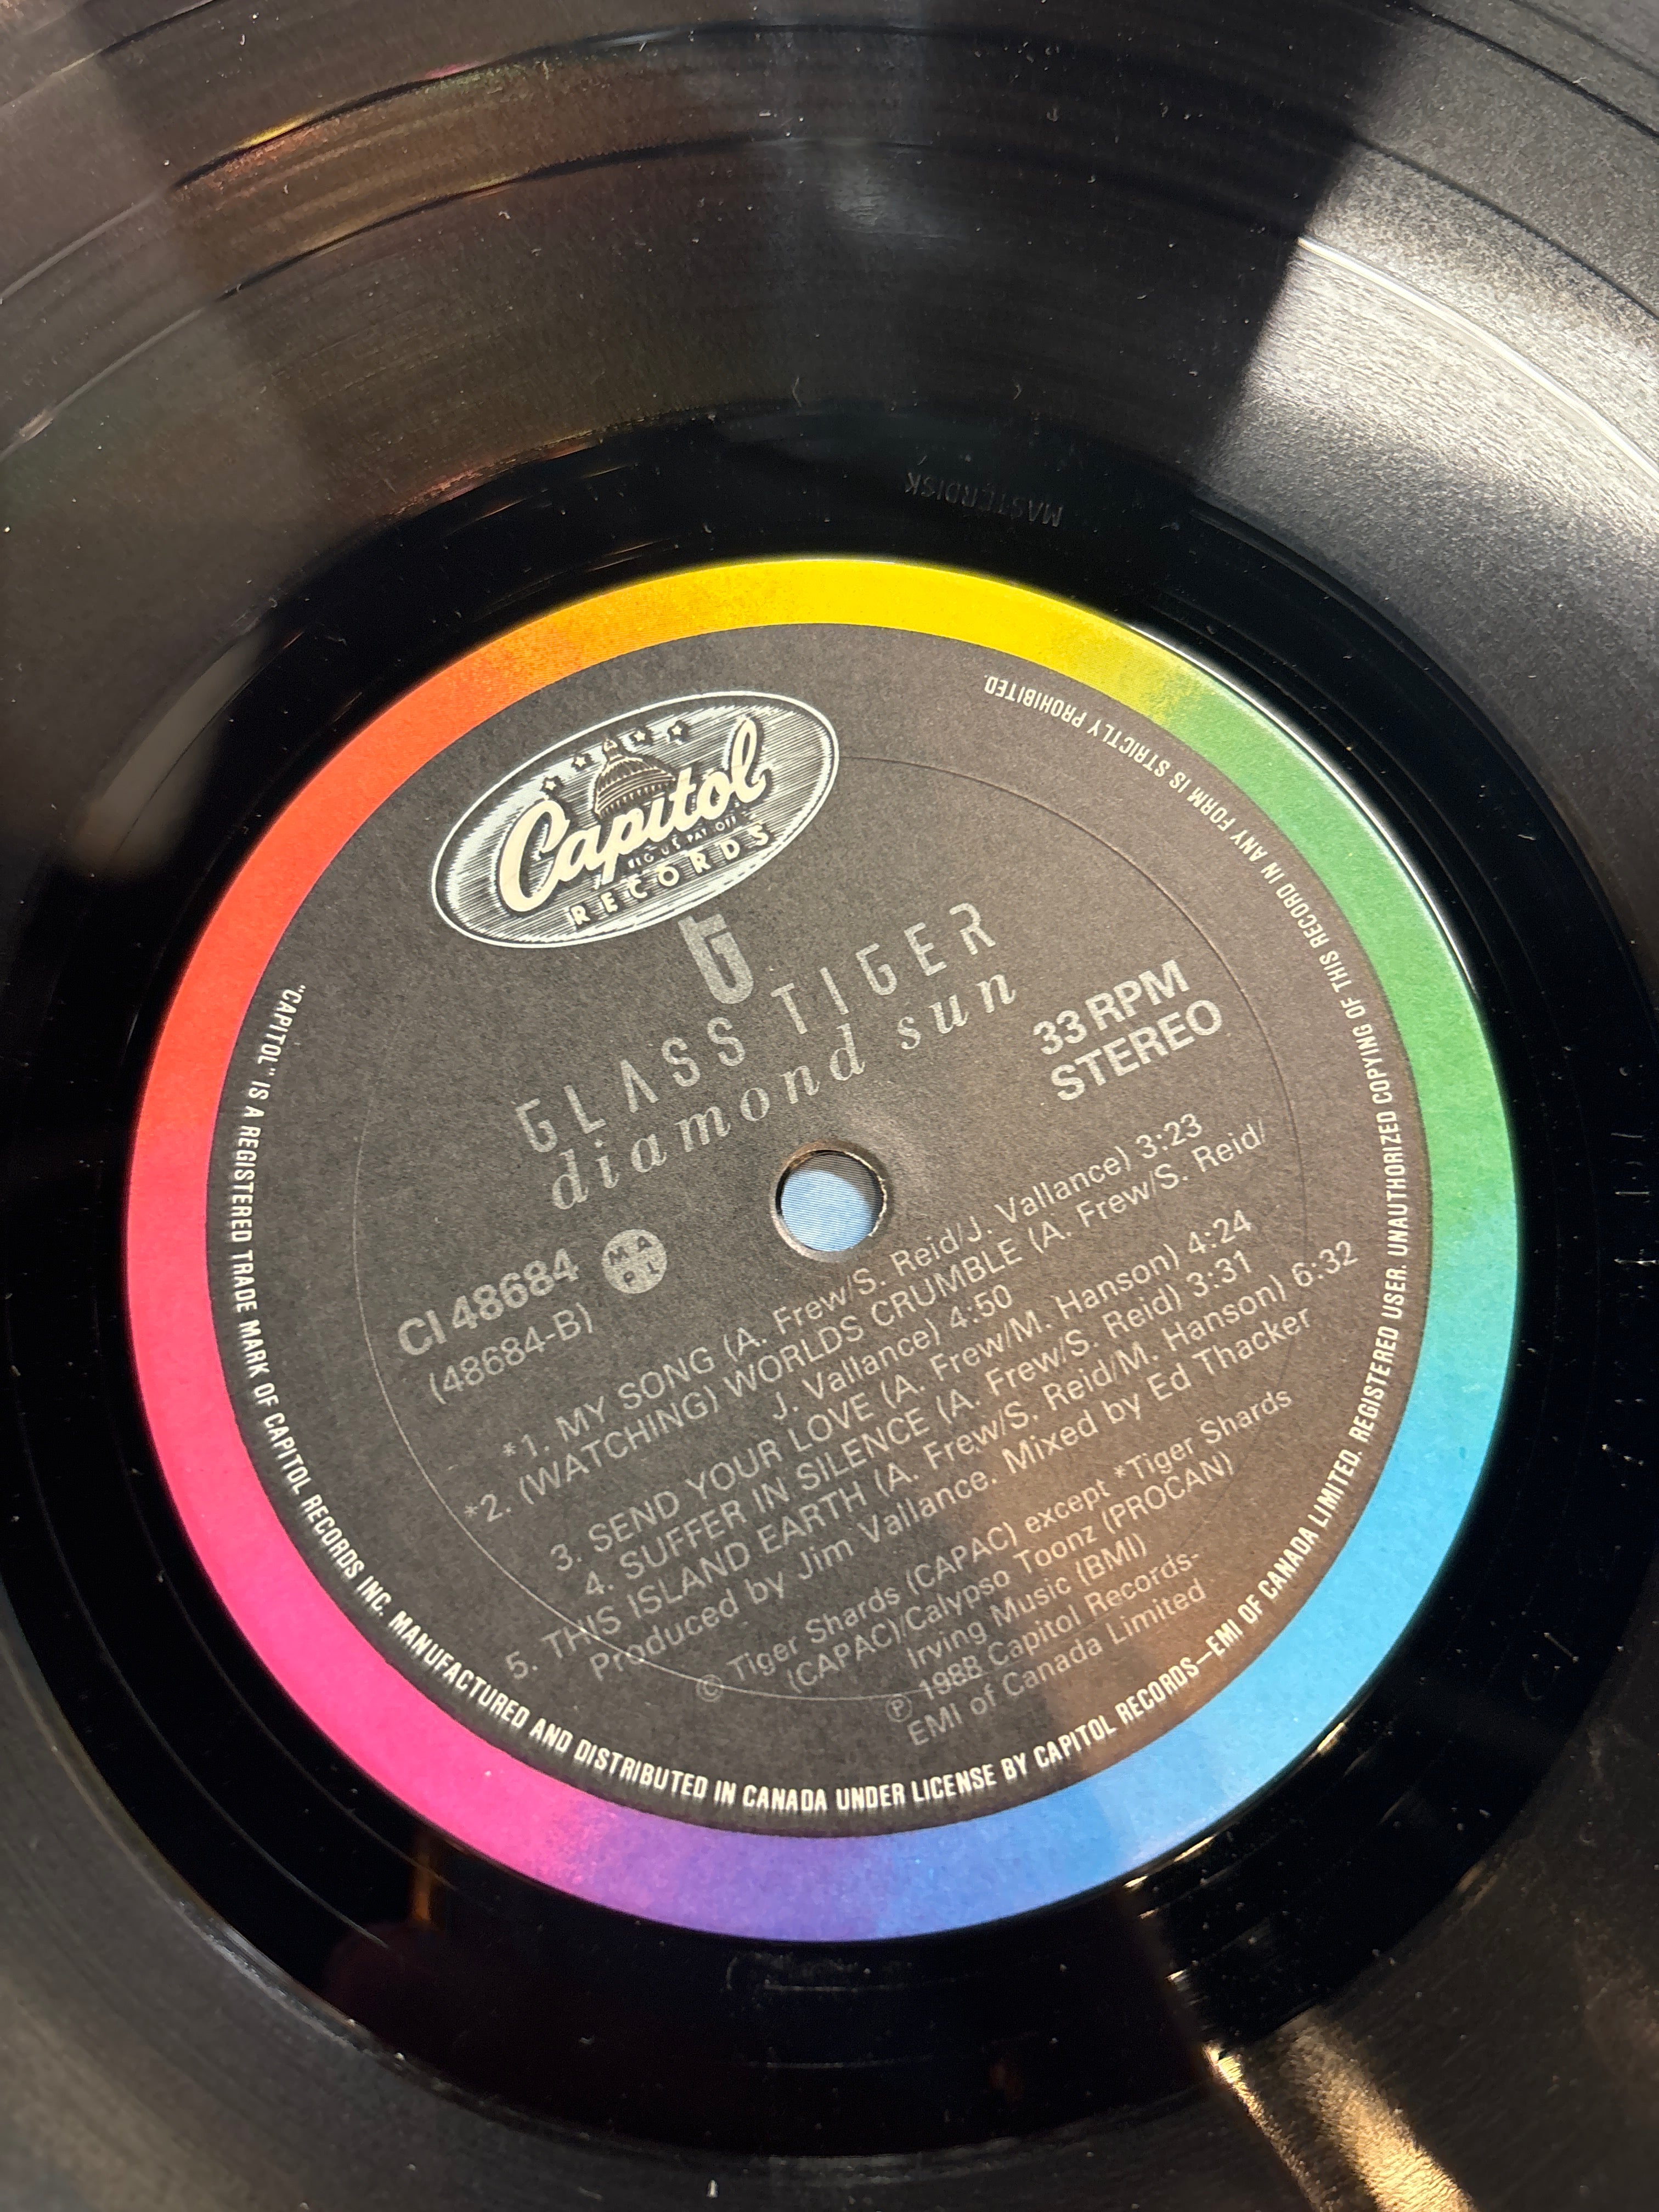 MASTERDISK
Capitol
REG. U.S. PAT. OFF.
RECORDS
GLASS TIGER
diamond sun
33 RPM
STEREO
CI 48684
(48684-B)
MAPL
*1. MY SONG (A. Frew/S. Reid/J. Vallance) 3:23
*2. (WATCHING) WORLDS CRUMBLE (A. Frew/S. Reid/
J. Vallance) 4:50
3. SEND YOUR LOVE (A. Frew/M. Hanson) 4:24
4. SUFFER IN SILENCE (A. Frew/S. Reid) 3:31
5. THIS ISLAND EARTH (A. Frew/S. Reid/M. Hanson) 6:32
Produced by Jim Vallance. Mixed by Ed Thacker
© Tiger Shards (CAPAC) except *Tiger Shards
(CAPAC)/Calypso Toonz (PROCAN)
Irving Music (BMI)
℗ 1988 Capitol Records-
EMI of Canada Limited
"CAPITOL" IS A REGISTERED TRADE MARK OF CAPITOL RECORDS INC. MANUFACTURED AND DISTRIBUTED IN CANADA UNDER LICENSE BY CAPITOL RECORDS—EMI OF CANADA LIMITED. REGISTERED USER. UNAUTHORIZED COPYING OF THIS RECORD IN ANY FORM IS STRICTLY PROHIBITED.